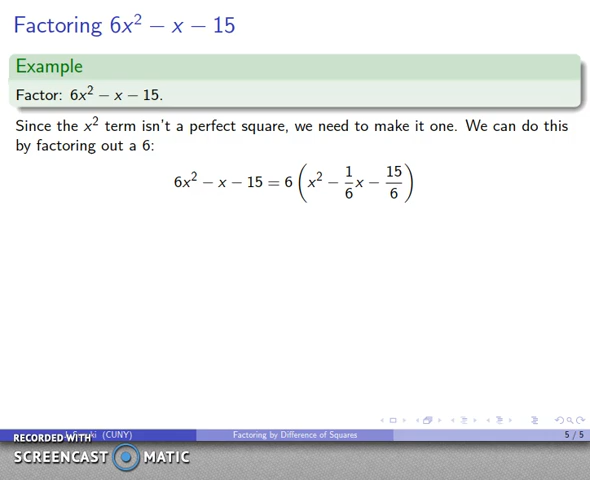 Factoring 6x² − x − 15
Example
Factor: 6x² − x − 15.
Since the x² term isn't a perfect square, we need to make it one. We can do this
by factoring out a 6:
6x² − x − 15 = 6 (x² − 1/6 x − 15/6)
(CUNY) Factoring by Difference of Squares 5 / 5
RECORDED WITH
SCREENCAST MATIC